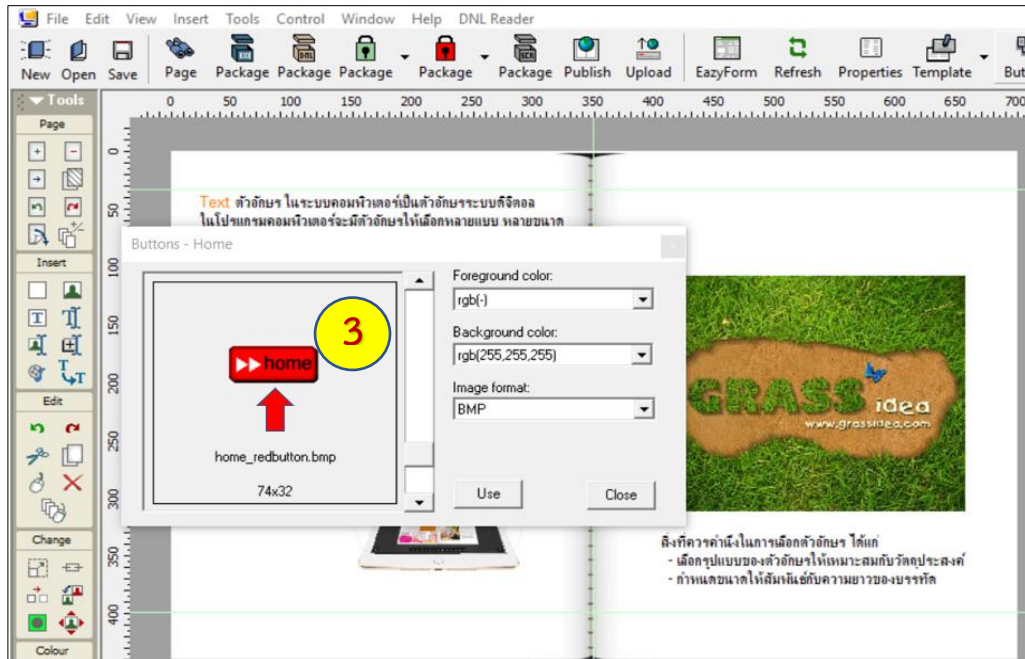 File Edit View Insert Tools Control Window Help DNL Reader
New Open Save Page Package Package Package Package Package Publish Upload EazyForm Refresh Properties Template But
Tools
0 50 100 150 200 250 300 350 400 450 500 550 600 650 700
Page
0
50
100
150
200
250
300
350
400
Insert
Edit
Change
Colour
Text ตัวอักษร ในระบบคอมพิวเตอร์เป็นตัวอักษรระบบดิจิตอล
ในโปรแกรมคอมพิวเตอร์จะมีตัวอักษรให้เลือกหลายแบบ หลายขนาด
Buttons - Home
home
3
home_redbutton.bmp
74x32
Foreground color:
rgb(-)
Background color:
rgb(255,255,255)
Image format:
BMP
Use Close
GRASS idea
www.grassidea.com
สิ่งที่ควรคำนึงในการเลือกตัวอักษร ได้แก่
- เลือกรูปแบบของตัวอักษรให้เหมาะสมกับวัตถุประสงค์
- กำหนดขนาดให้สัมพันธ์กับความยาวของบรรทัด